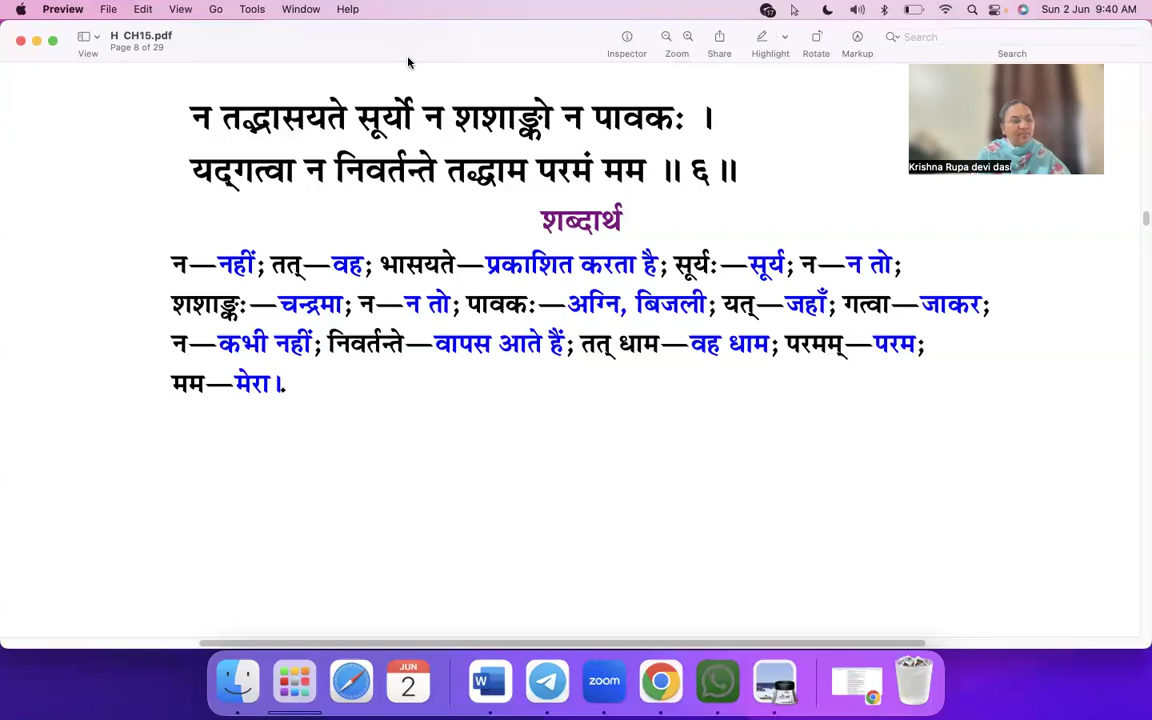 Preview File Edit View Go Tools Window Help 17 Sun 2 Jun 9:40 AM
H CH15.pdf
Page 8 of 29
Search
View Inspector Zoom Share Highlight Rotate Markup Search
न तद्भासयते सूर्यो न शशाङ्को न पावकः ।
यद्‍गत्वा न निवर्तन्ते तद्धाम परमं मम ॥ ६ ॥
Krishna Rupa devi dasi
शब्दार्थ
न—नहीं; तत्—वह; भासयते—प्रकाशित करता है; सूर्यः—सूर्य; न—न तो;
शशाङ्कः—चन्द्रमा; न—न तो; पावकः—अग्नि, बिजली; यत्—जहाँ; गत्वा—जाकर;
न—कभी नहीं; निवर्तन्ते—वापस आते हैं; तत् धाम—वह धाम; परमम्—परम;
मम—मेरा।.
JUN
2
W
zoom